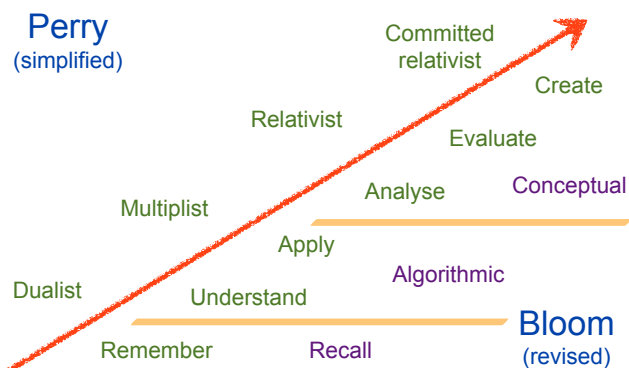 Perry
(simplified)
Committed
relativist
Create
Relativist
Evaluate
Analyse
Conceptual
Multiplist
Apply
Algorithmic
Dualist
Understand
Bloom
(revised)
Remember
Recall